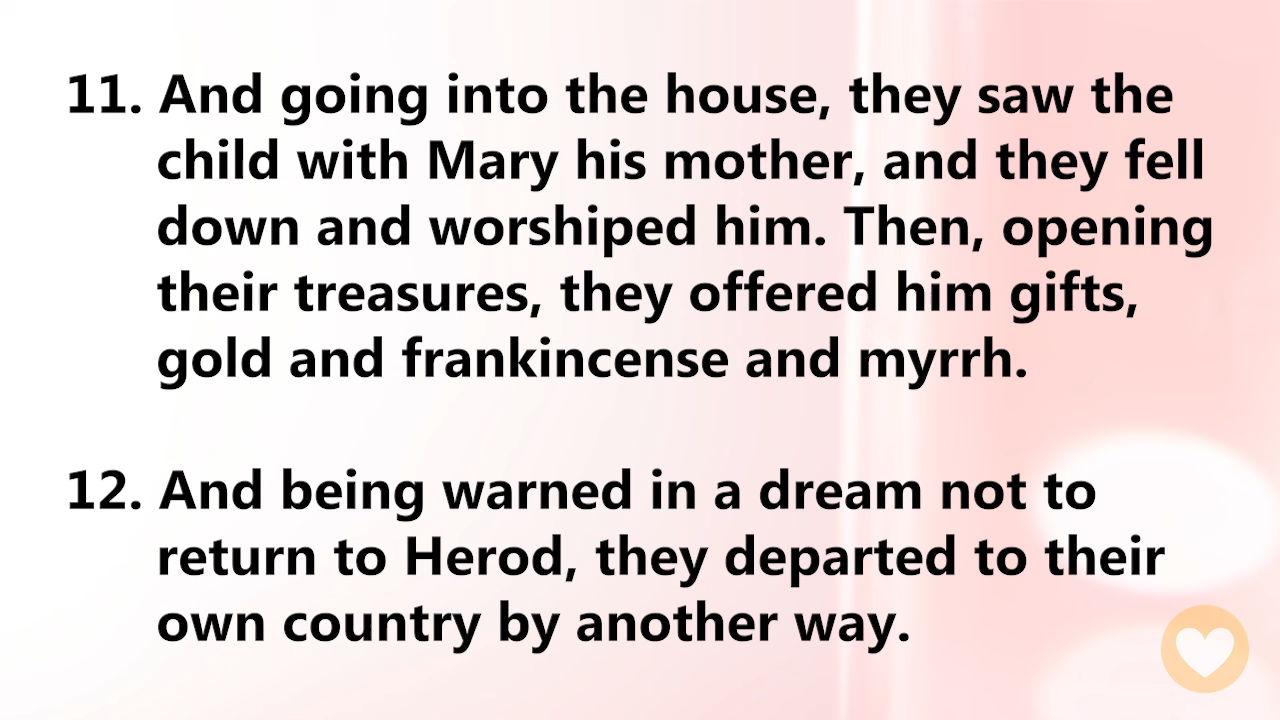 11. And going into the house, they saw the
child with Mary his mother, and they fell
down and worshiped him. Then, opening
their treasures, they offered him gifts,
gold and frankincense and myrrh.
12. And being warned in a dream not to
return to Herod, they departed to their
own country by another way.